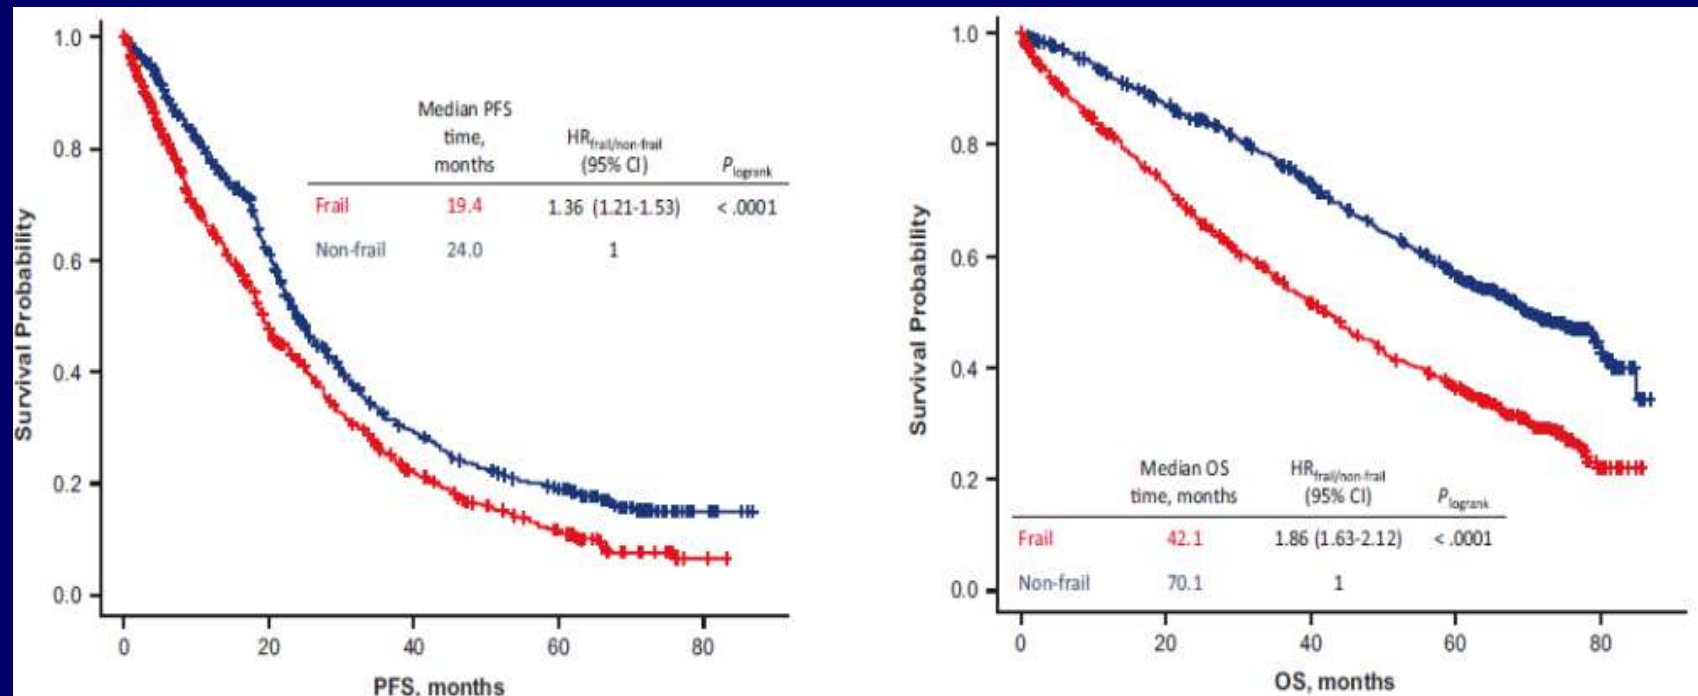 1.0
0.8
0.6
0.4
0.2
0.0
Survival Probability
Median PFS
time,
months
HRfrail/non-frail
(95% CI)
Plogrank
Frail 19.4 1.36 (1.21-1.53) < .0001
Non-frail 24.0 1
0 20 40 60 80
PFS, months
1.0
0.8
0.6
0.4
0.2
0.0
Survival Probability
Median OS
time, months
HRfrail/non-frail
(95% CI)
Plogrank
Frail 42.1 1.86 (1.63-2.12) < .0001
Non-frail 70.1 1
0 20 40 60 80
OS, months